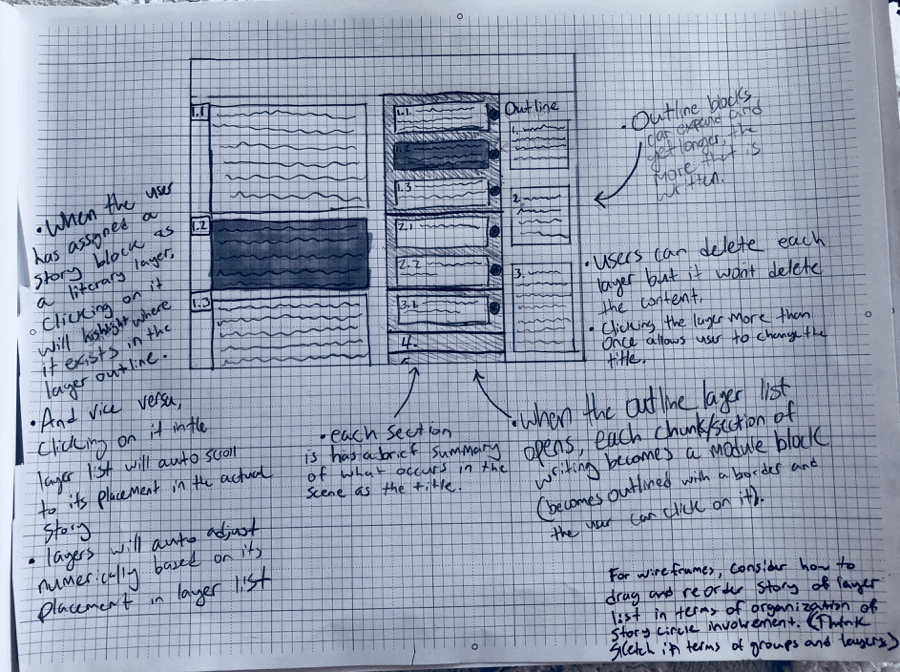 1.1
1.2
1.3
1.1
1.3
2.1
2.2
3.1
4.
Outline
1.
2.
3.
• Outline blocks
can expand and
get longer, the
more that is
written.
• Users can delete each
layer but it wont delete
the content.
• Clicking the layer more than
once allows user to change the
title.
• When the user
has assigned a
story block as
a literary layer,
Clicking on it
will highlight where
it exists in the
layer outline.
• And vice versa,
Clicking on it in the
layer list will auto scroll
to its placement in the actual
Story
• layers will auto adjust
numerically based on its
placement in layer list
• each section
is has a brief summary
of what occurs in the
scene as the title.
• When the outline layer list
opens, each chunk/section of
writing becomes a module block
(becomes outlined with a border and
the user can click on it).
For wireframes, consider how to
drag and reorder story of layer
list in terms of organization of
Story circle involvement. (Think
Sketch in terms of groups and layers)